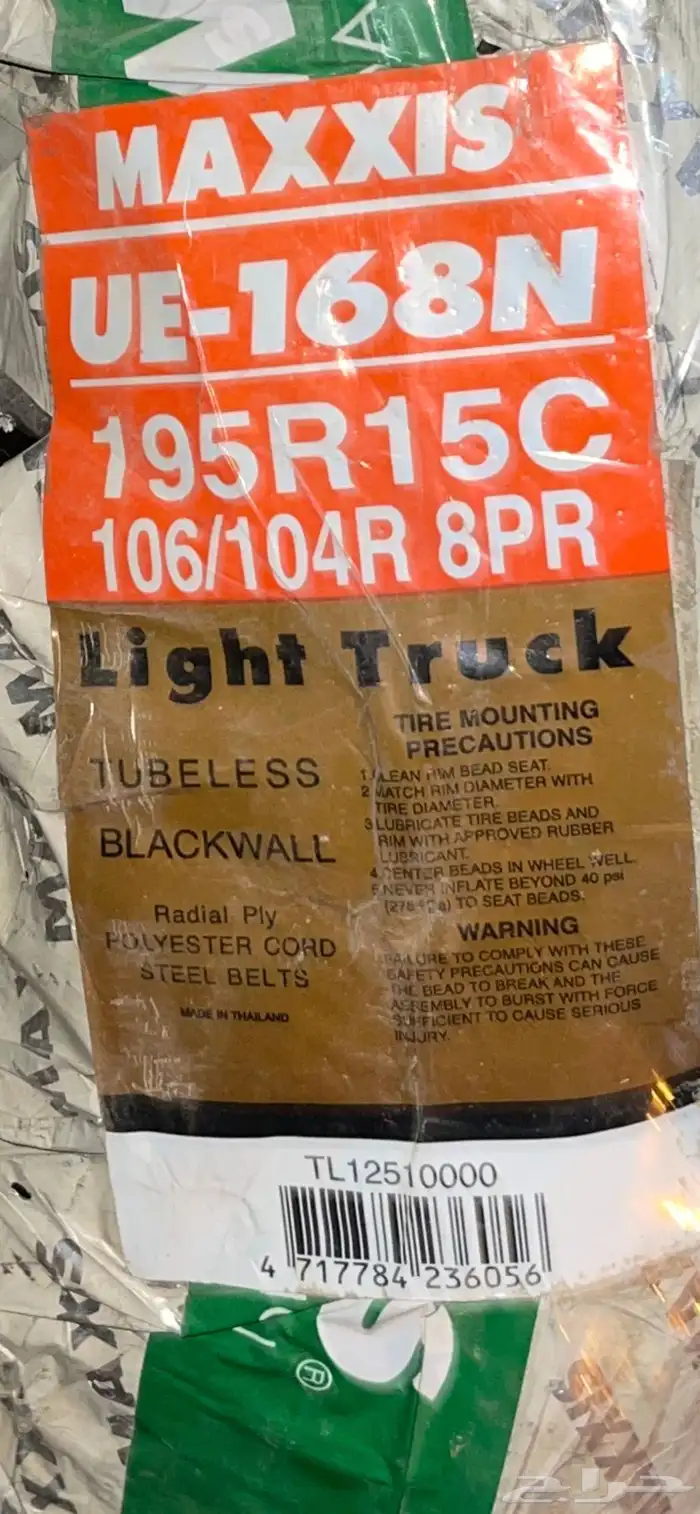 MAXXIS
UE-168N
195R15C
106/104R 8PR
Light Truck
TUBELESS
BLACKWALL
Radial Ply
POLYESTER CORD
STEEL BELTS
MADE IN THAILAND
TIRE MOUNTING
PRECAUTIONS
1.CLEAN RIM BEAD SEAT.
2.MATCH RIM DIAMETER WITH
TIRE DIAMETER.
3.LUBRICATE TIRE BEADS AND
RIM WITH APPROVED RUBBER
LUBRICANT.
4.CENTER BEADS IN WHEEL WELL.
5.NEVER INFLATE BEYOND 40 psi
TO SEAT BEADS.
WARNING
FAILURE TO COMPLY WITH THESE
SAFETY PRECAUTIONS CAN CAUSE
THE BEAD TO BREAK AND THE
ASSEMBLY TO BURST WITH FORCE
SUFFICIENT TO CAUSE SERIOUS
INJURY.
TL12510000
4 717784 236056
®
حراج